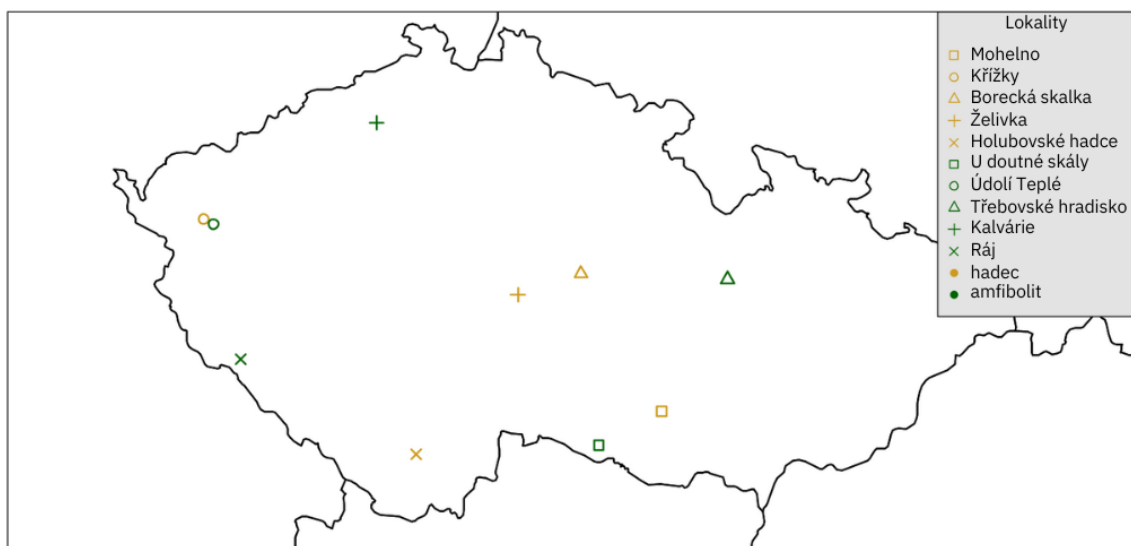 Lokality
Mohelno
Křížky
Borecká skalka
Želivka
Holubovské hadce
U doutné skály
Údolí Teplé
Třebovské hradisko
Kalvárie
Ráj
hadec
amfibolit